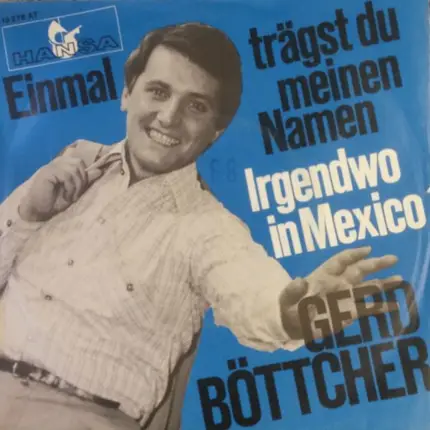 HANSA
Einmal
trägst du
meinen
Namen
Irgendwo
in Mexico
GERD
BÖTTCHER